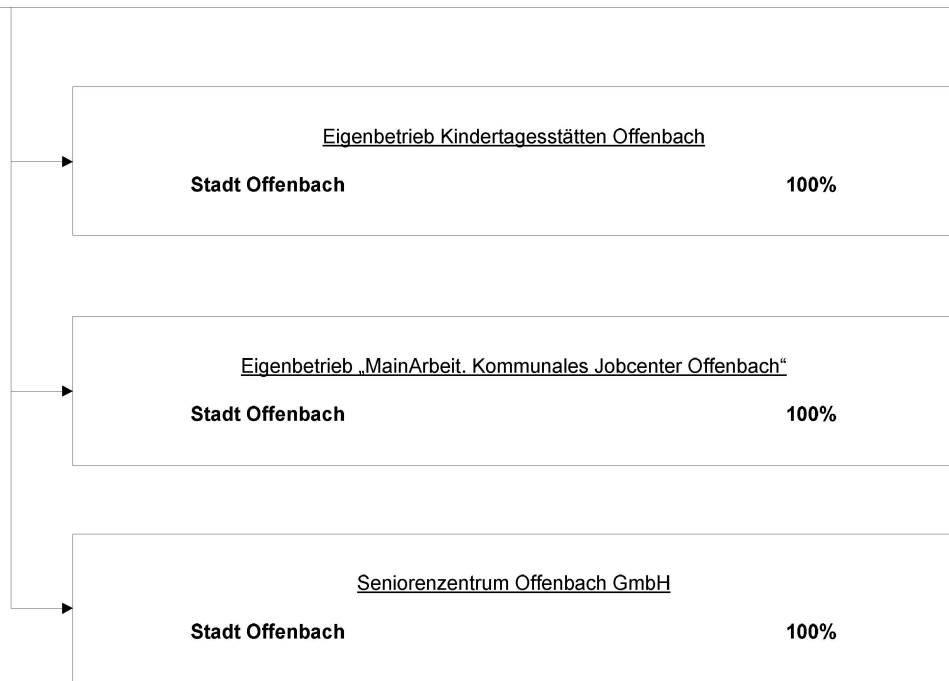 Eigenbetrieb Kindertagesstätten Offenbach
Stadt Offenbach 100%
Eigenbetrieb „MainArbeit. Kommunales Jobcenter Offenbach“
Stadt Offenbach 100%
Seniorenzentrum Offenbach GmbH
Stadt Offenbach 100%